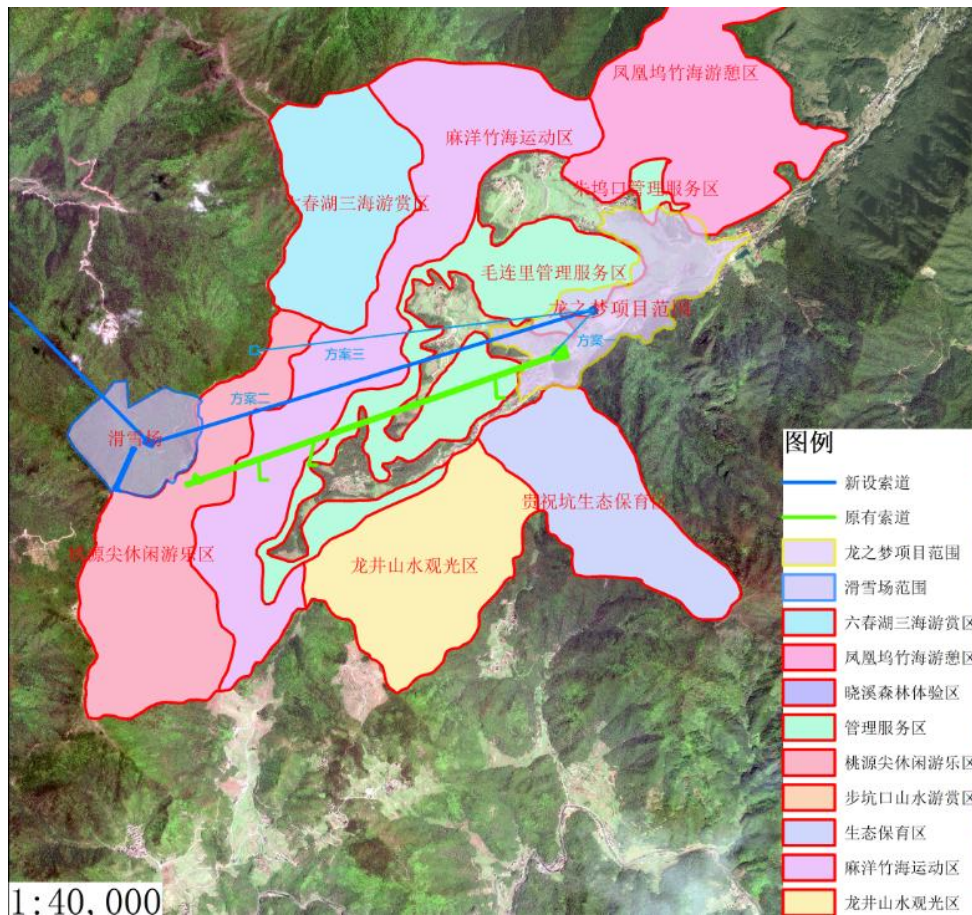 凤凰坞竹海游憩区
麻洋竹海运动区
朱坞口管理服务区
春湖三海游赏区
毛连里管理服务区
龙之梦项目范围
方案三
方案一
方案二
滑雪场
贵祝坑生态保育区
桃源尖休闲游乐区
龙井山水观光区
图例
新设索道
原有索道
龙之梦项目范围
滑雪场范围
六春湖三海游赏区
凤凰坞竹海游憩区
晓溪森林体验区
管理服务区
桃源尖休闲游乐区
步坑口山水游赏区
生态保育区
麻洋竹海运动区
龙井山水观光区
1:40,000